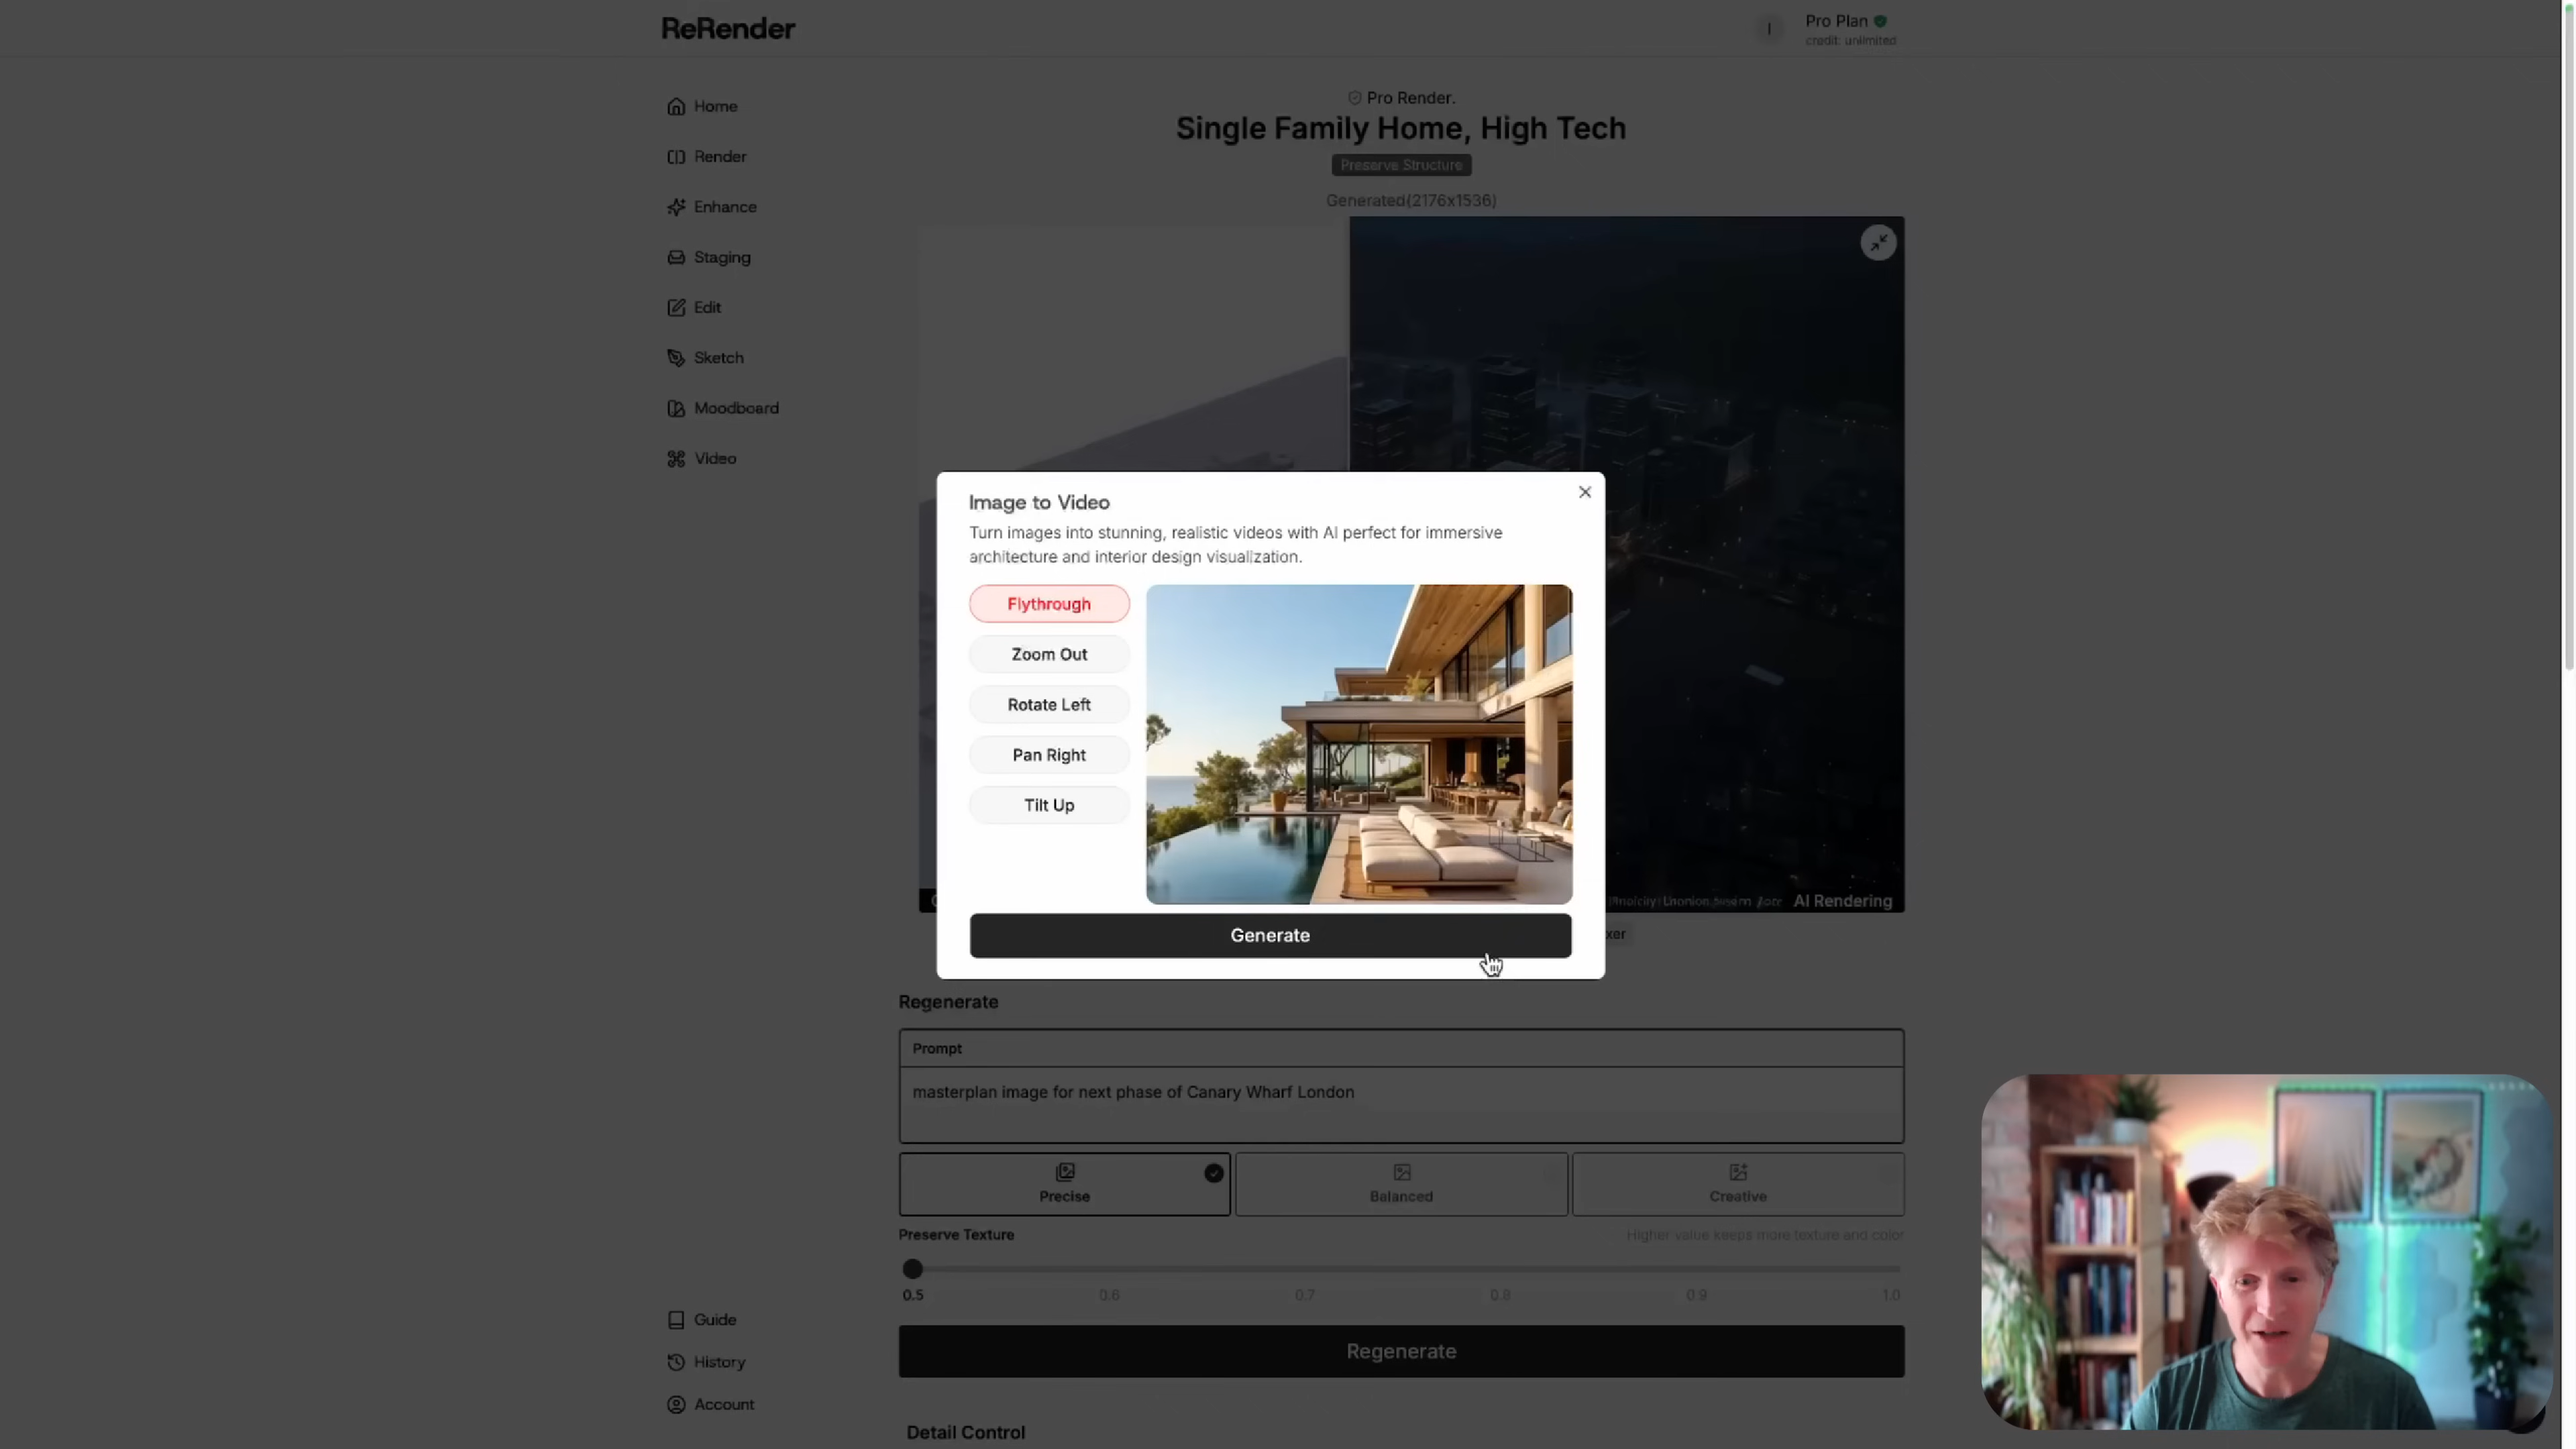 ReRender
Pro Plan
credit: unlimited
Home
Render
Enhance
Staging
Edit
Sketch
Moodboard
Video
Pro Render.
Single Family Home, High Tech
Preserve Structure
Generated(2176x1536)
Image to Video
Turn images into stunning, realistic videos with AI perfect for immersive
architecture and interior design visualization.
Flythrough
Zoom Out
Rotate Left
Pan Right
Tilt Up
Generate
AI Rendering
Regenerate
Prompt
masterplan image for next phase of Canary Wharf London
Precise
Balanced
Creative
Preserve Texture
Higher value keeps more texture and color
0.5 0.6 0.7 0.8 0.9 1.0
Regenerate
Detail Control
Guide
History
Account